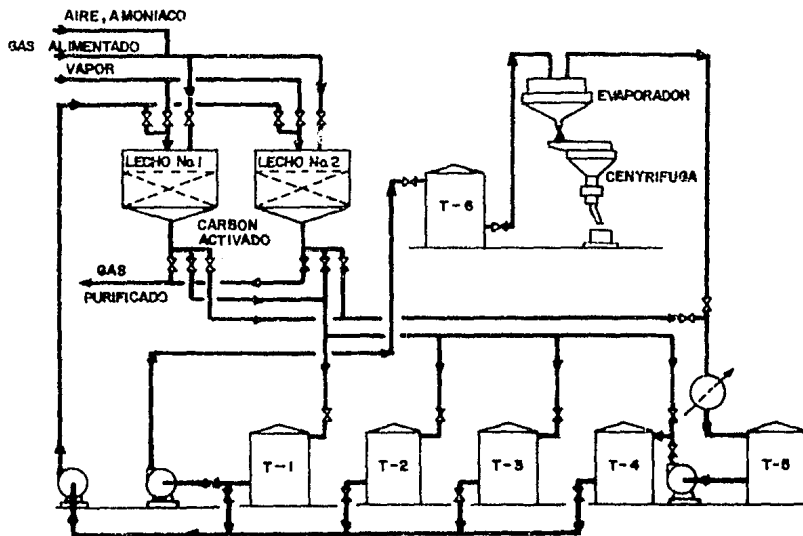 AIRE, AMONIACO
GAS ALIMENTADO
VAPOR
LECHO No.1
LECHO No.2
CARBON
ACTIVADO
GAS
PURIFICADO
EVAPORADOR
CENTRIFUGA
T-6
T-1
T-2
T-3
T-4
T-5